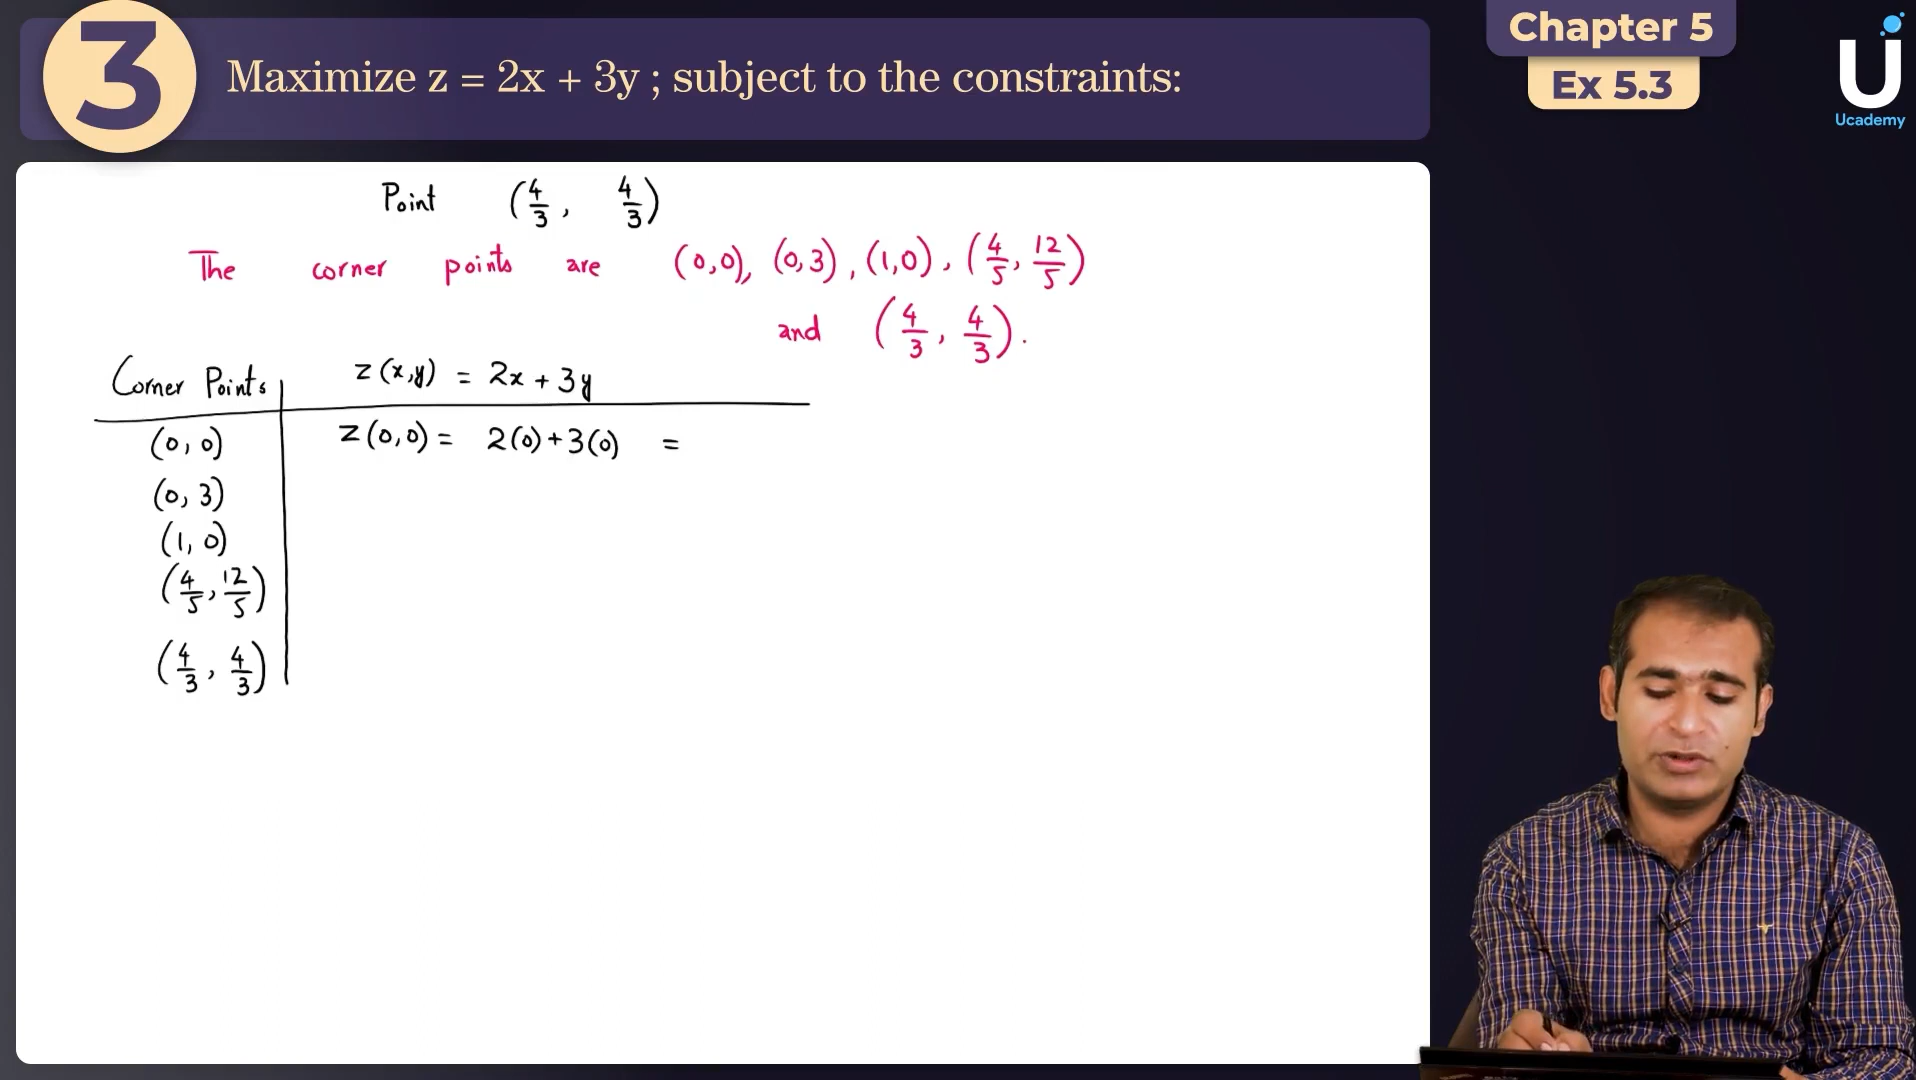 3 Maximize z = 2x + 3y ; subject to the constraints:
Chapter 5
Ex 5.3
Ucademy
Point (4/3, 4/3)
The corner points are (0,0), (0,3), (1,0), (4/5, 12/5)
and (4/3, 4/3).
Corner Points z(x,y) = 2x + 3y
(0, 0) z(0,0) = 2(0)+3(0) =
(0, 3)
(1, 0)
(4/5, 12/5)
(4/3, 4/3)